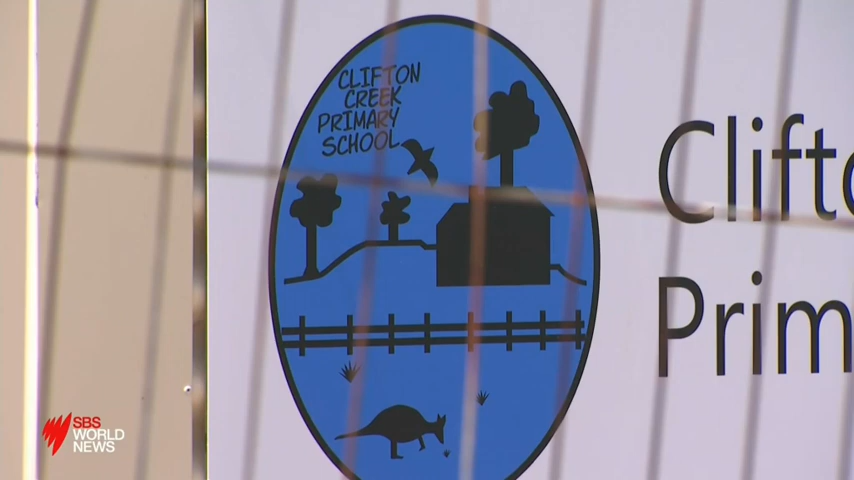 CLIFTON
CREEK
PRIMARY
SCHOOL
Clifto
Prim
SBS
WORLD
NEWS